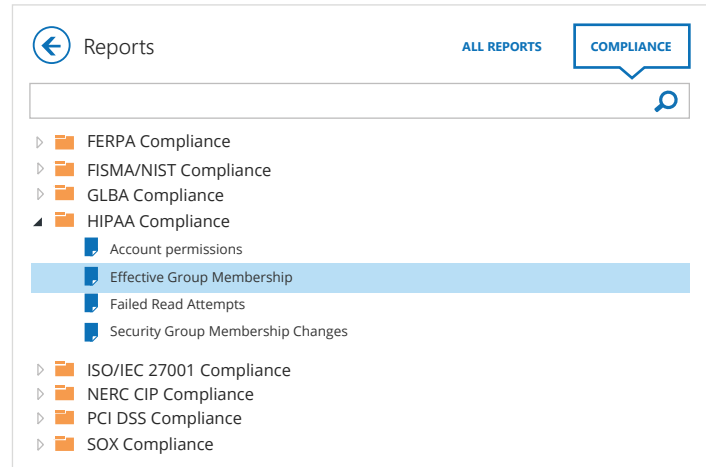 Reports
ALL REPORTS
COMPLIANCE
FERPA Compliance
FISMA/NIST Compliance
GLBA Compliance
HIPAA Compliance
Account permissions
Effective Group Membership
Failed Read Attempts
Security Group Membership Changes
ISO/IEC 27001 Compliance
NERC CIP Compliance
PCI DSS Compliance
SOX Compliance